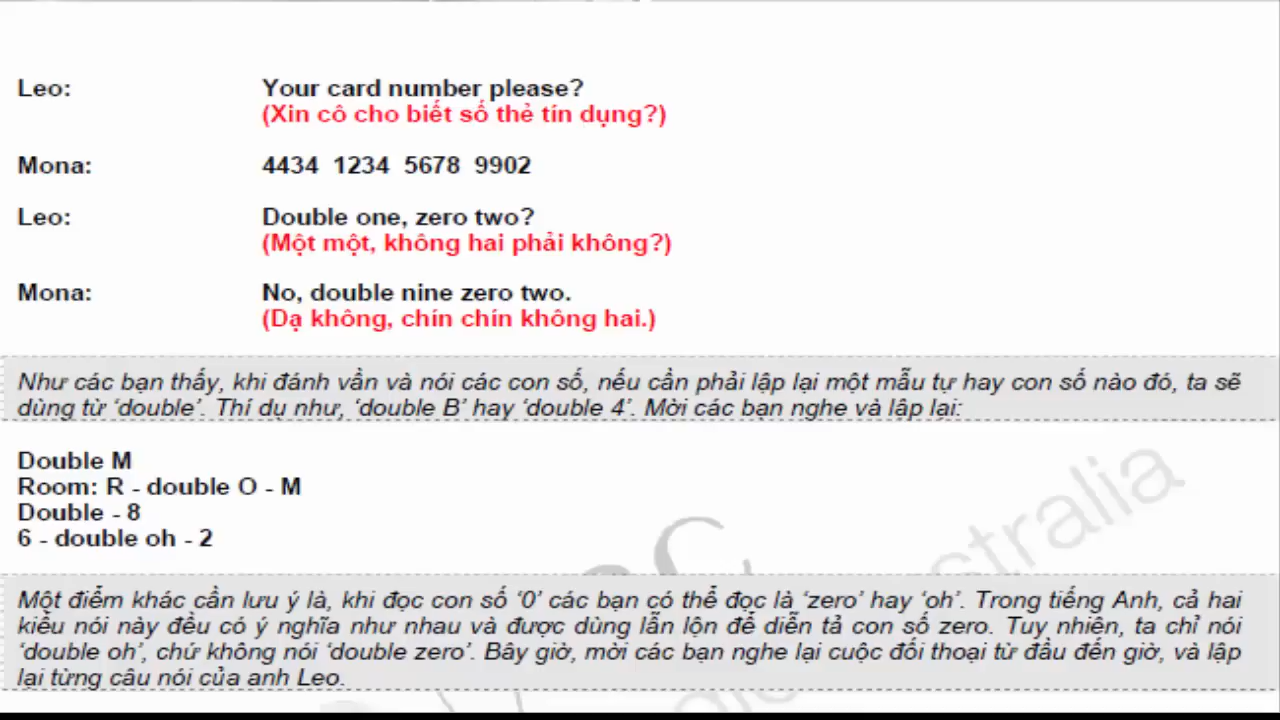 Leo: Your card number please?
(Xin cô cho biết số thẻ tín dụng?)
Mona: 4434 1234 5678 9902
Leo: Double one, zero two?
(Một một, không hai phải không?)
Mona: No, double nine zero two.
(Dạ không, chín chín không hai.)
Như các bạn thấy, khi đánh vần và nói các con số, nếu cần phải lập lại một mẫu tự hay con số nào đó, ta sẽ
dùng từ ‘double’. Thí dụ như, ‘double B’ hay ‘double 4’. Mời các bạn nghe và lập lại:
Double M
Room: R - double O - M
Double - 8
6 - double oh - 2
Một điểm khác cần lưu ý là, khi đọc con số ‘0’ các bạn có thể đọc là ‘zero’ hay ‘oh’. Trong tiếng Anh, cả hai
kiểu nói này đều có ý nghĩa như nhau và được dùng lẫn lộn để diễn tả con số zero. Tuy nhiên, ta chỉ nói
‘double oh’, chứ không nói ‘double zero’. Bây giờ, mời các bạn nghe lại cuộc đối thoại từ đầu đến giờ, và lập
lại từng câu nói của anh Leo.